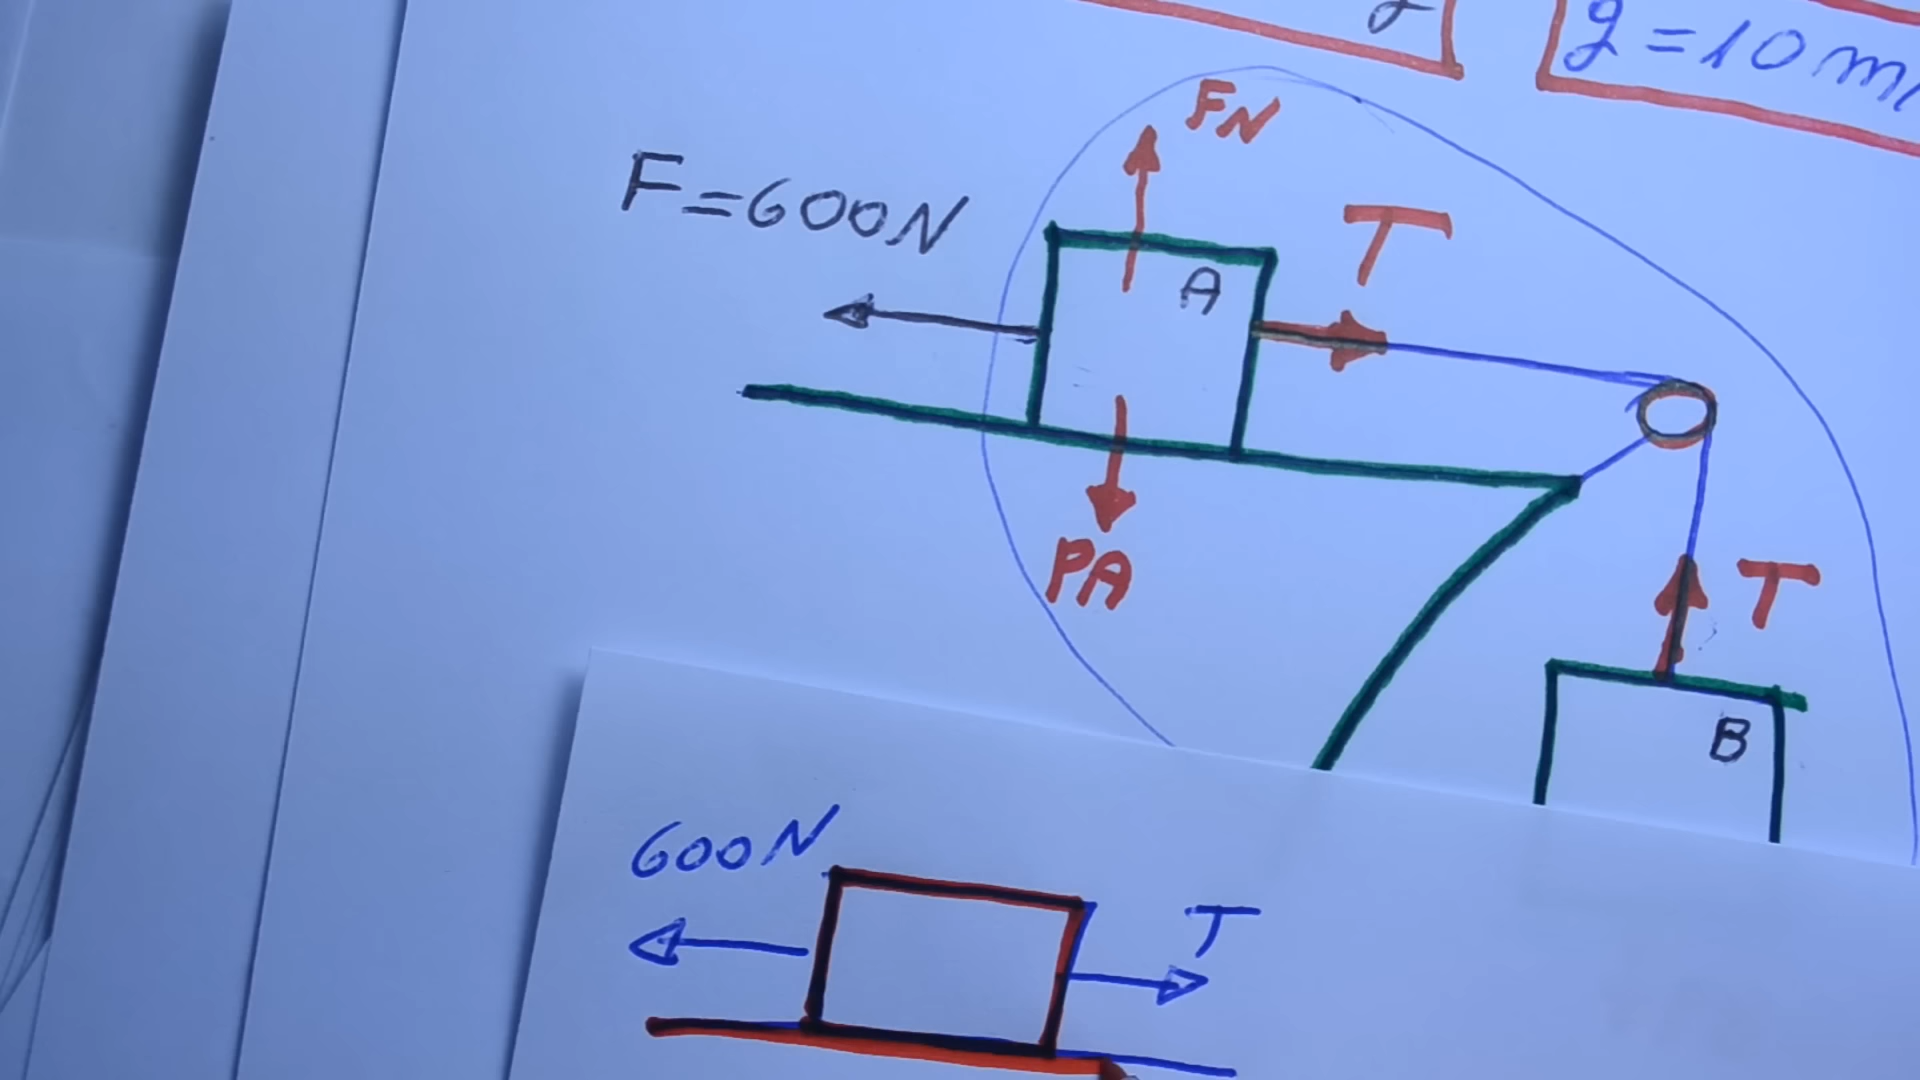 g = 10 m/
FN
F = 600N
T
A
PA
T
B
600N
T